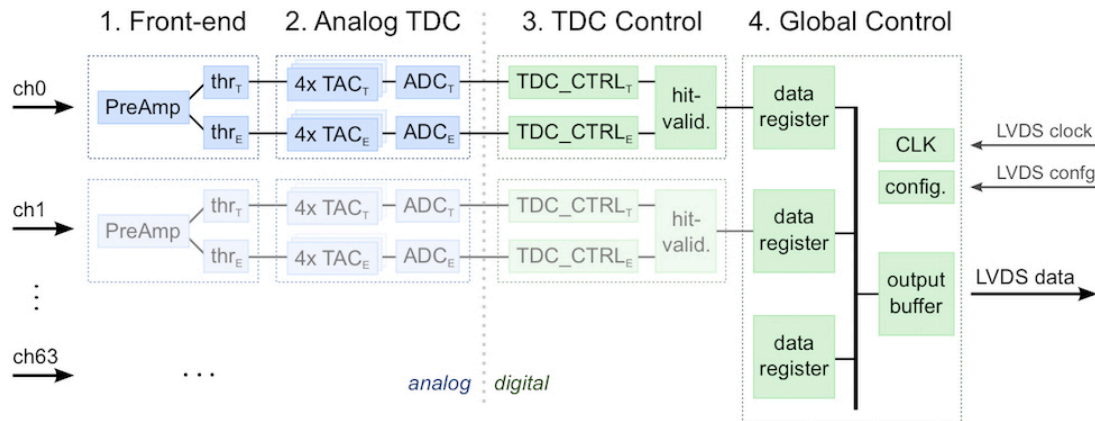 1. Front-end
2. Analog TDC
3. TDC Control
4. Global Control
ch0
PreAmp
thrT
thrE
4x TACT
4x TACE
ADCT
ADCE
TDC_CTRLT
TDC_CTRLE
hit-
valid.
data
register
CLK
config.
LVDS clock
LVDS confg
ch1
PreAmp
thrT
thrE
4x TACT
4x TACE
ADCT
ADCE
TDC_CTRLT
TDC_CTRLE
hit-
valid.
data
register
output
buffer
LVDS data
⋮
ch63
...
data
register
analog
digital